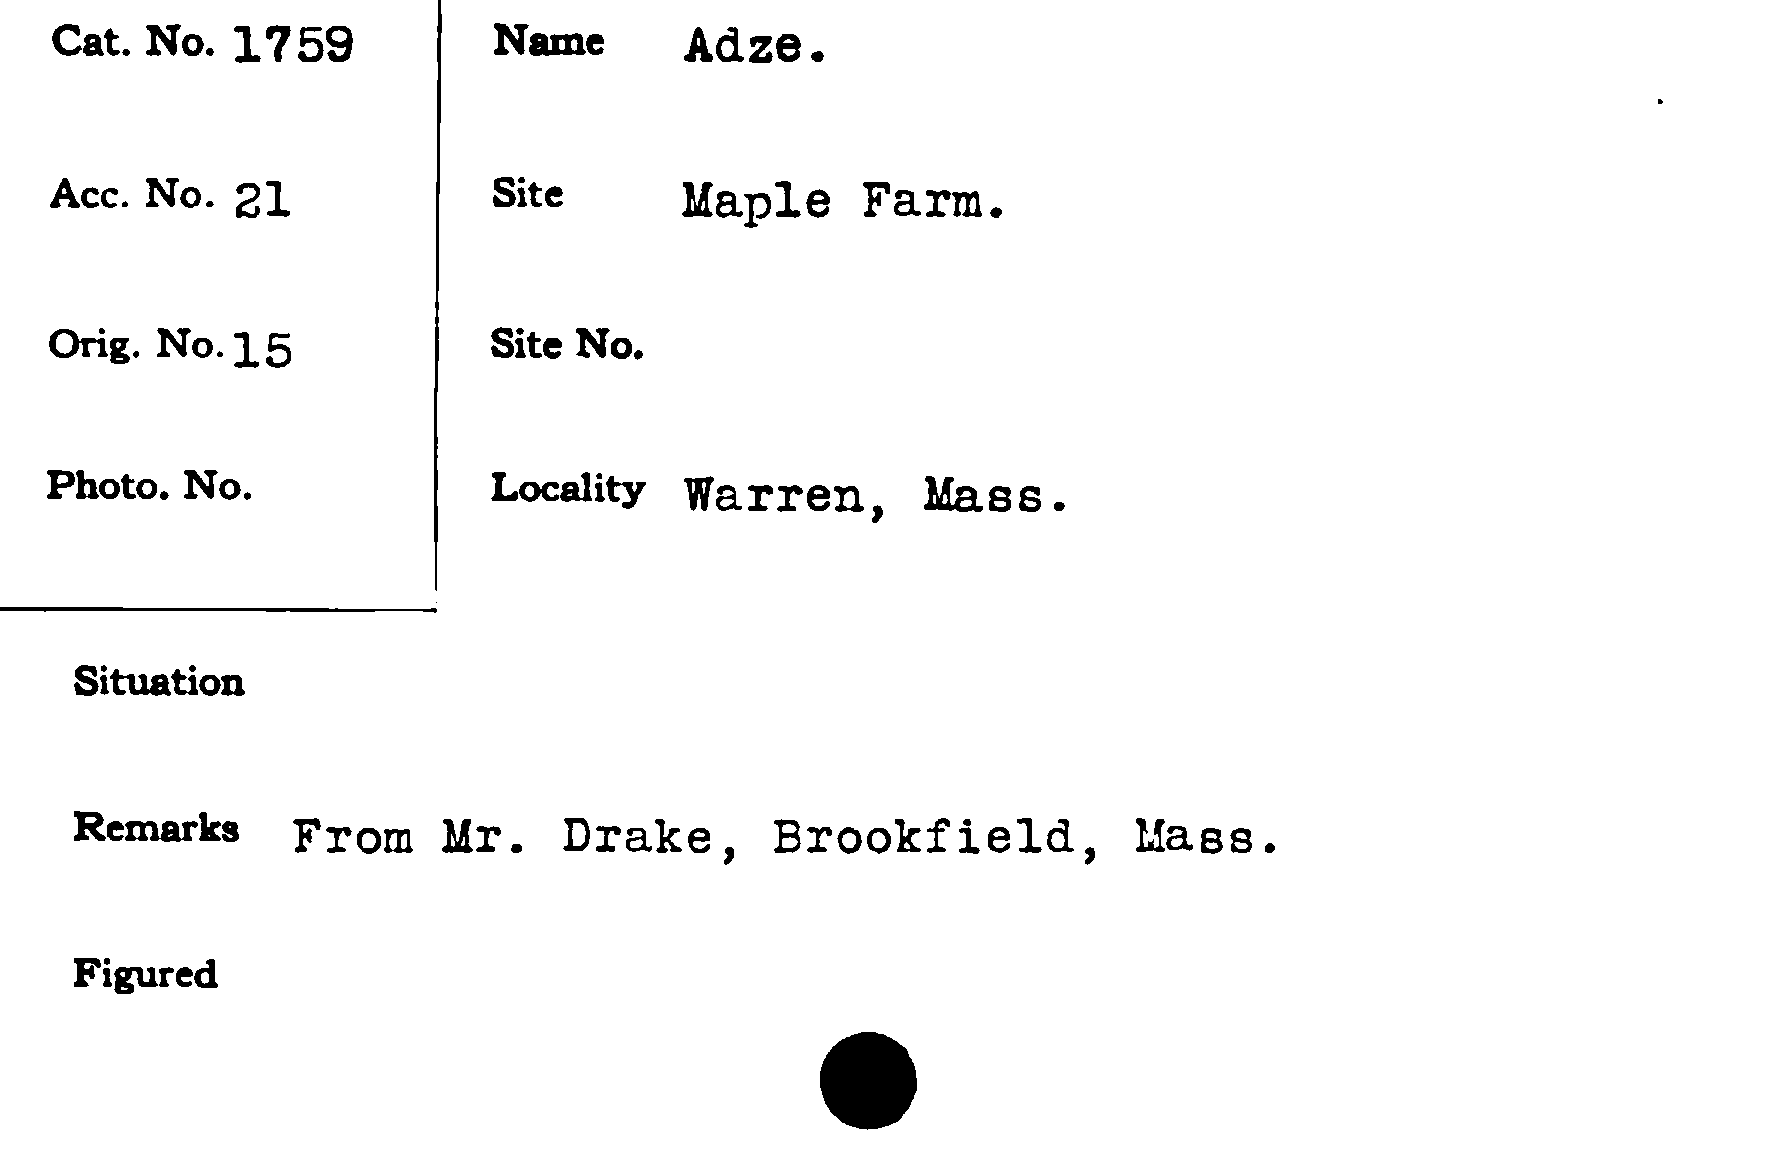 Cat. No. 1759
Acc. No. 21
Orig. No. 15
Photo. No.
Name Adze.
Site Maple Farm.
Site No.
Locality Warren, Mass.
Situation
Remarks From Mr. Drake, Brookfield, Mass.
Figured